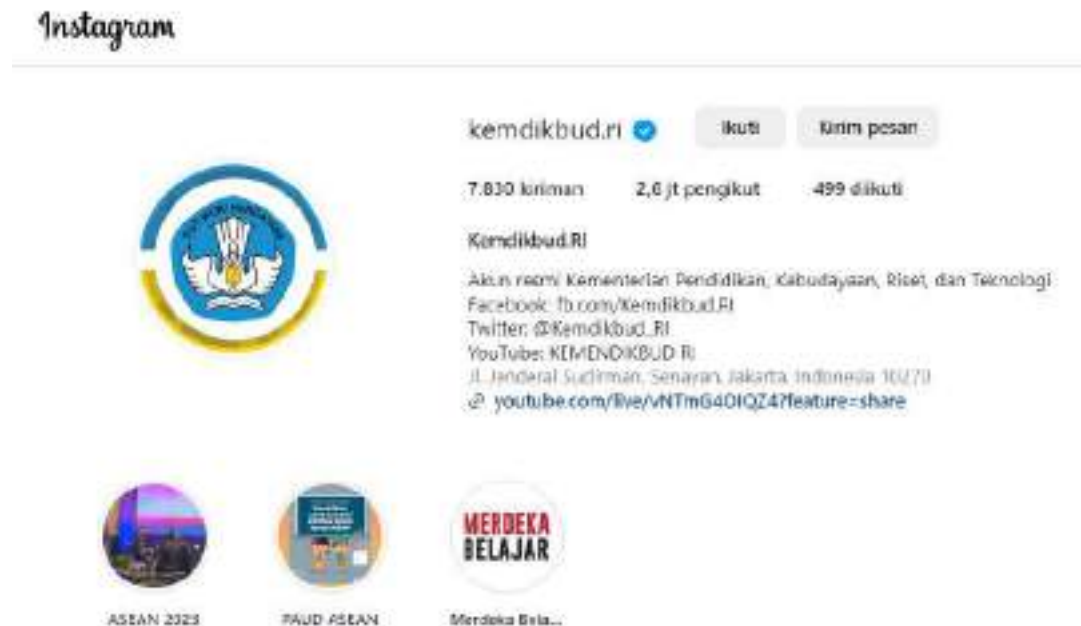 Instagram
kemdikbud.ri Ikuti Kirim pesan
7.830 kiriman 2,6 jt pengikut 499 diikuti
Kemdikbud.RI
Akun resmi Kementerian Pendidikan, Kebudayaan, Riset, dan Teknologi
Facebook: fb.com/Kemdikbud.RI
Twitter: @Kemdikbud_RI
YouTube: KEMENDIKBUD RI
Jl. Jenderal Sudirman, Senayan, Jakarta, Indonesia 10270
youtube.com/live/vNTmG4OIQZ4?feature=share
MERDEKA
BELAJAR
ASEAN 2023 PAUD ASEAN Merdeka Bela...